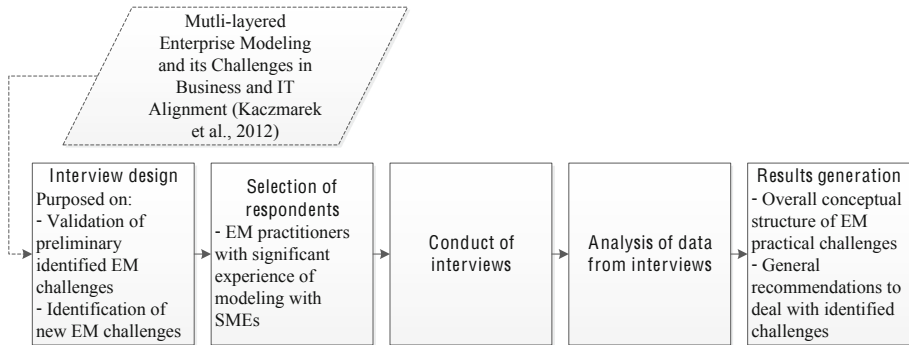 Mutli-layered
Enterprise Modeling
and its Challenges in
Business and IT
Alignment (Kaczmarek
et al., 2012)
Interview design
Purposed on:
- Validation of
preliminary
identified EM
challenges
- Identification of
new EM challenges
Selection of
respondents
- EM practitioners
with significant
experience of
modeling with
SMEs
Conduct of
interviews
Analysis of data
from interviews
Results generation
- Overall conceptual
structure of EM
practical challenges
- General
recommendations to
deal with identified
challenges